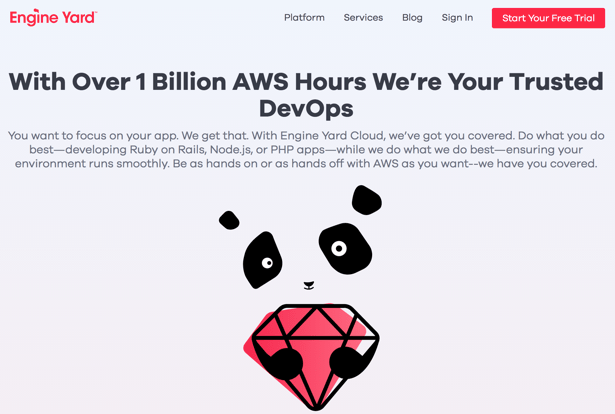 Engine Yard
Platform
Services
Blog
Sign In
Start Your Free Trial
With Over 1 Billion AWS Hours We’re Your Trusted
DevOps
You want to focus on your app. We get that. With Engine Yard Cloud, we’ve got you covered. Do what you do
best—developing Ruby on Rails, Node.js, or PHP apps—while we do what we do best—ensuring your
environment runs smoothly. Be as hands on or as hands off with AWS as you want--we have you covered.